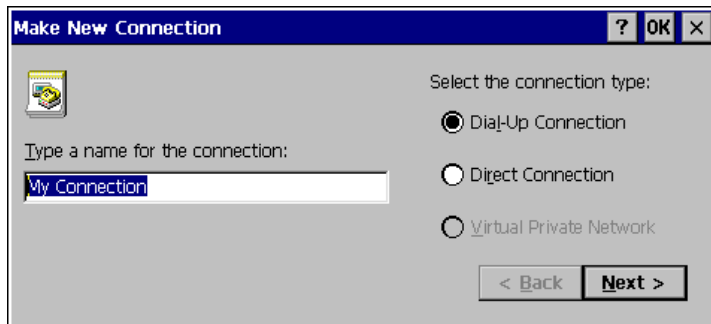 Make New Connection ? OK ×
Select the connection type:
Dial-Up Connection
Type a name for the connection:
My Connection
Direct Connection
Virtual Private Network
< Back Next >